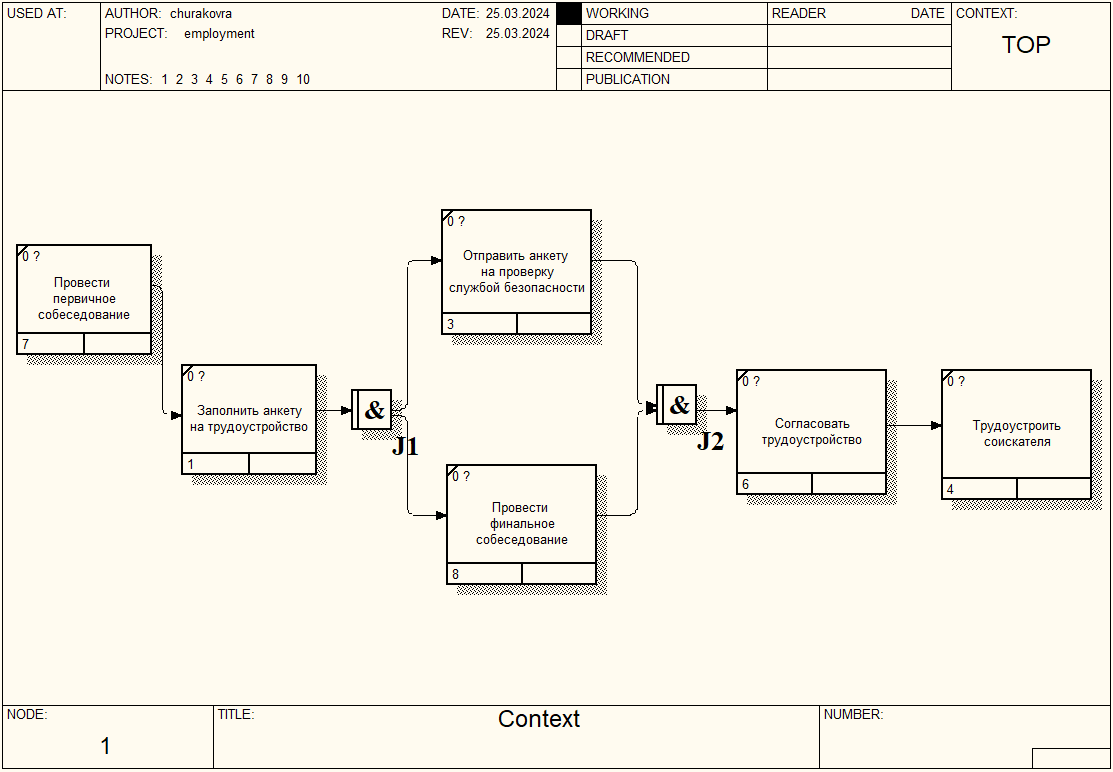 USED AT:
AUTHOR: churakovra
DATE: 25.03.2024
PROJECT: employment
REV: 25.03.2024
NOTES: 1 2 3 4 5 6 7 8 9 10
WORKING
DRAFT
RECOMMENDED
PUBLICATION
READER
DATE
CONTEXT:
TOP
0 ?
Провести
первичное
собеседование
7
0 ?
Заполнить анкету
на трудоустройство
1
&
J1
0 ?
Отправить анкету
на проверку
службой безопасности
3
0 ?
Провести
финальное
собеседование
8
&
J2
0 ?
Согласовать
трудоустройство
6
0 ?
Трудоустроить
соискателя
4
NODE:
1
TITLE:
Context
NUMBER: